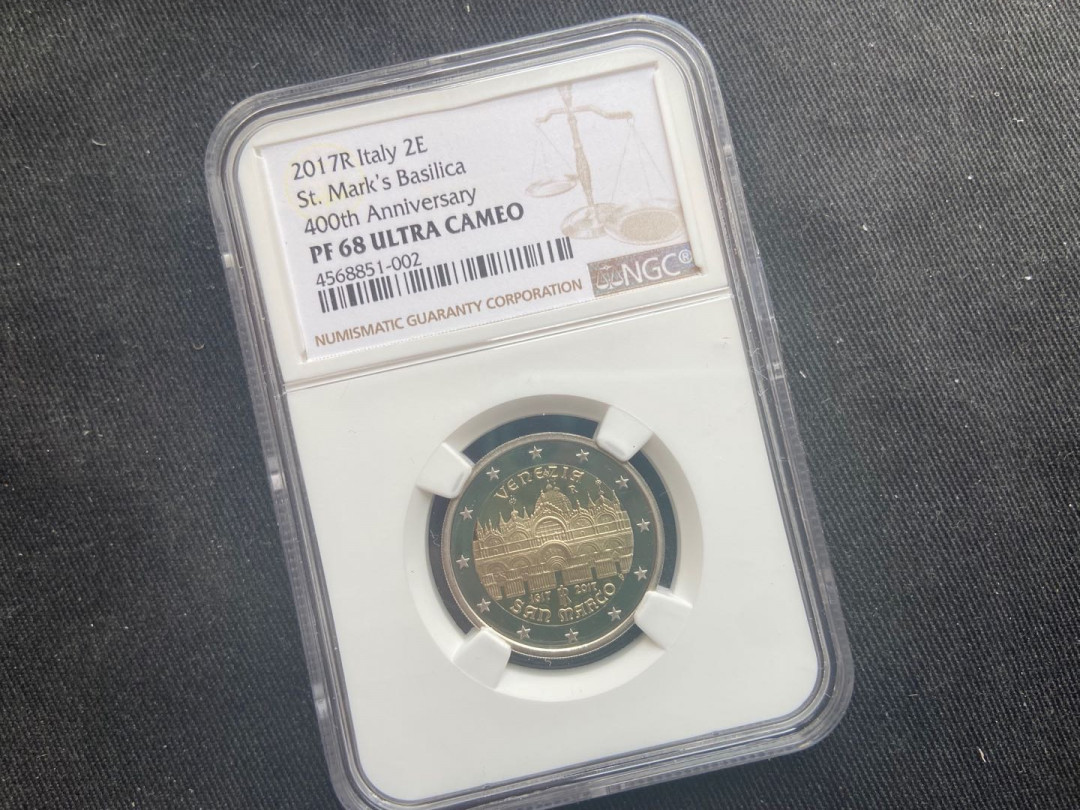 2017R Italy 2E
St. Mark's Basilica
400th Anniversary
PF 68 ULTRA CAMEO
4568851-002
NUMISMATIC GUARANTY CORPORATION
NGC®
VENEZIA
1617 R 2017
SAN MARCO